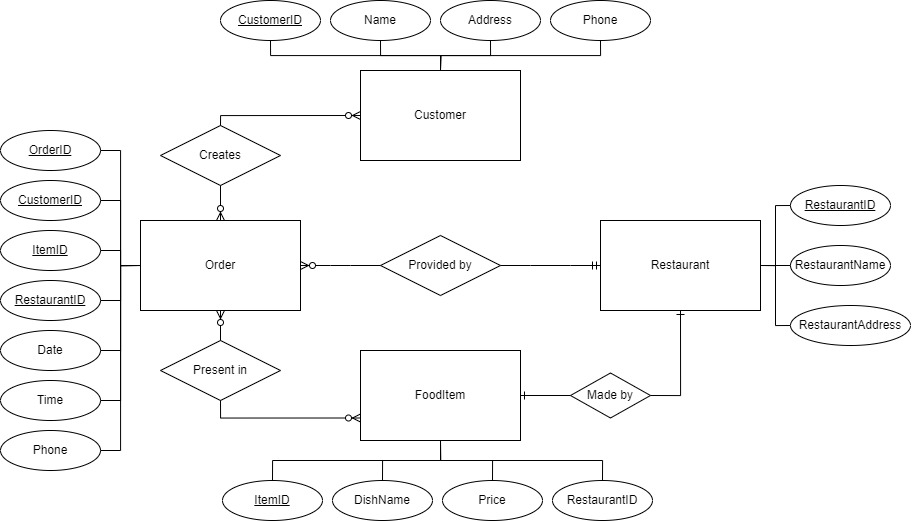 CustomerID
Name
Address
Phone
Customer
Creates
OrderID
CustomerID
ItemID
RestaurantID
Date
Time
Phone
Order
Provided by
Restaurant
RestaurantID
RestaurantName
RestaurantAddress
Present in
FoodItem
Made by
ItemID
DishName
Price
RestaurantID